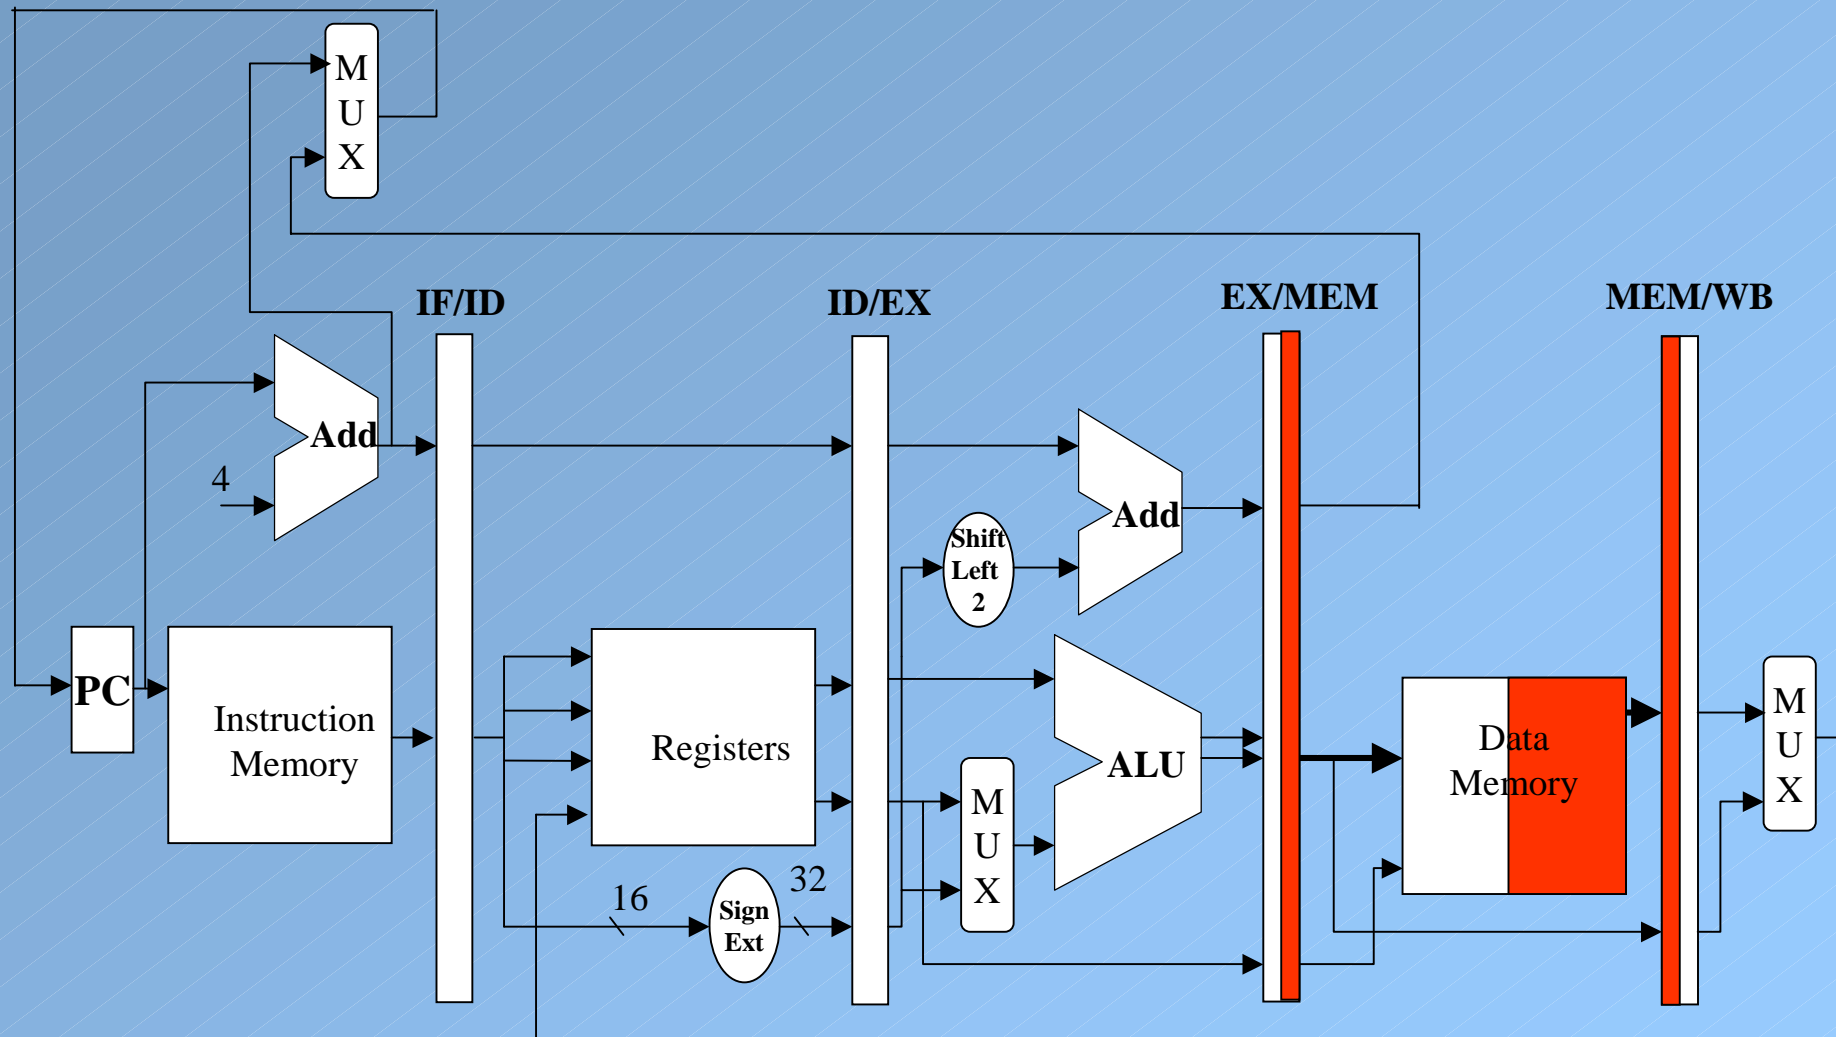 M
U
X
IF/ID
ID/EX
EX/MEM
MEM/WB
Add
4
Add
Shift
Left
2
PC
Instruction
Memory
Registers
ALU
M
U
X
Data
Memory
M
U
X
16
32
Sign
Ext